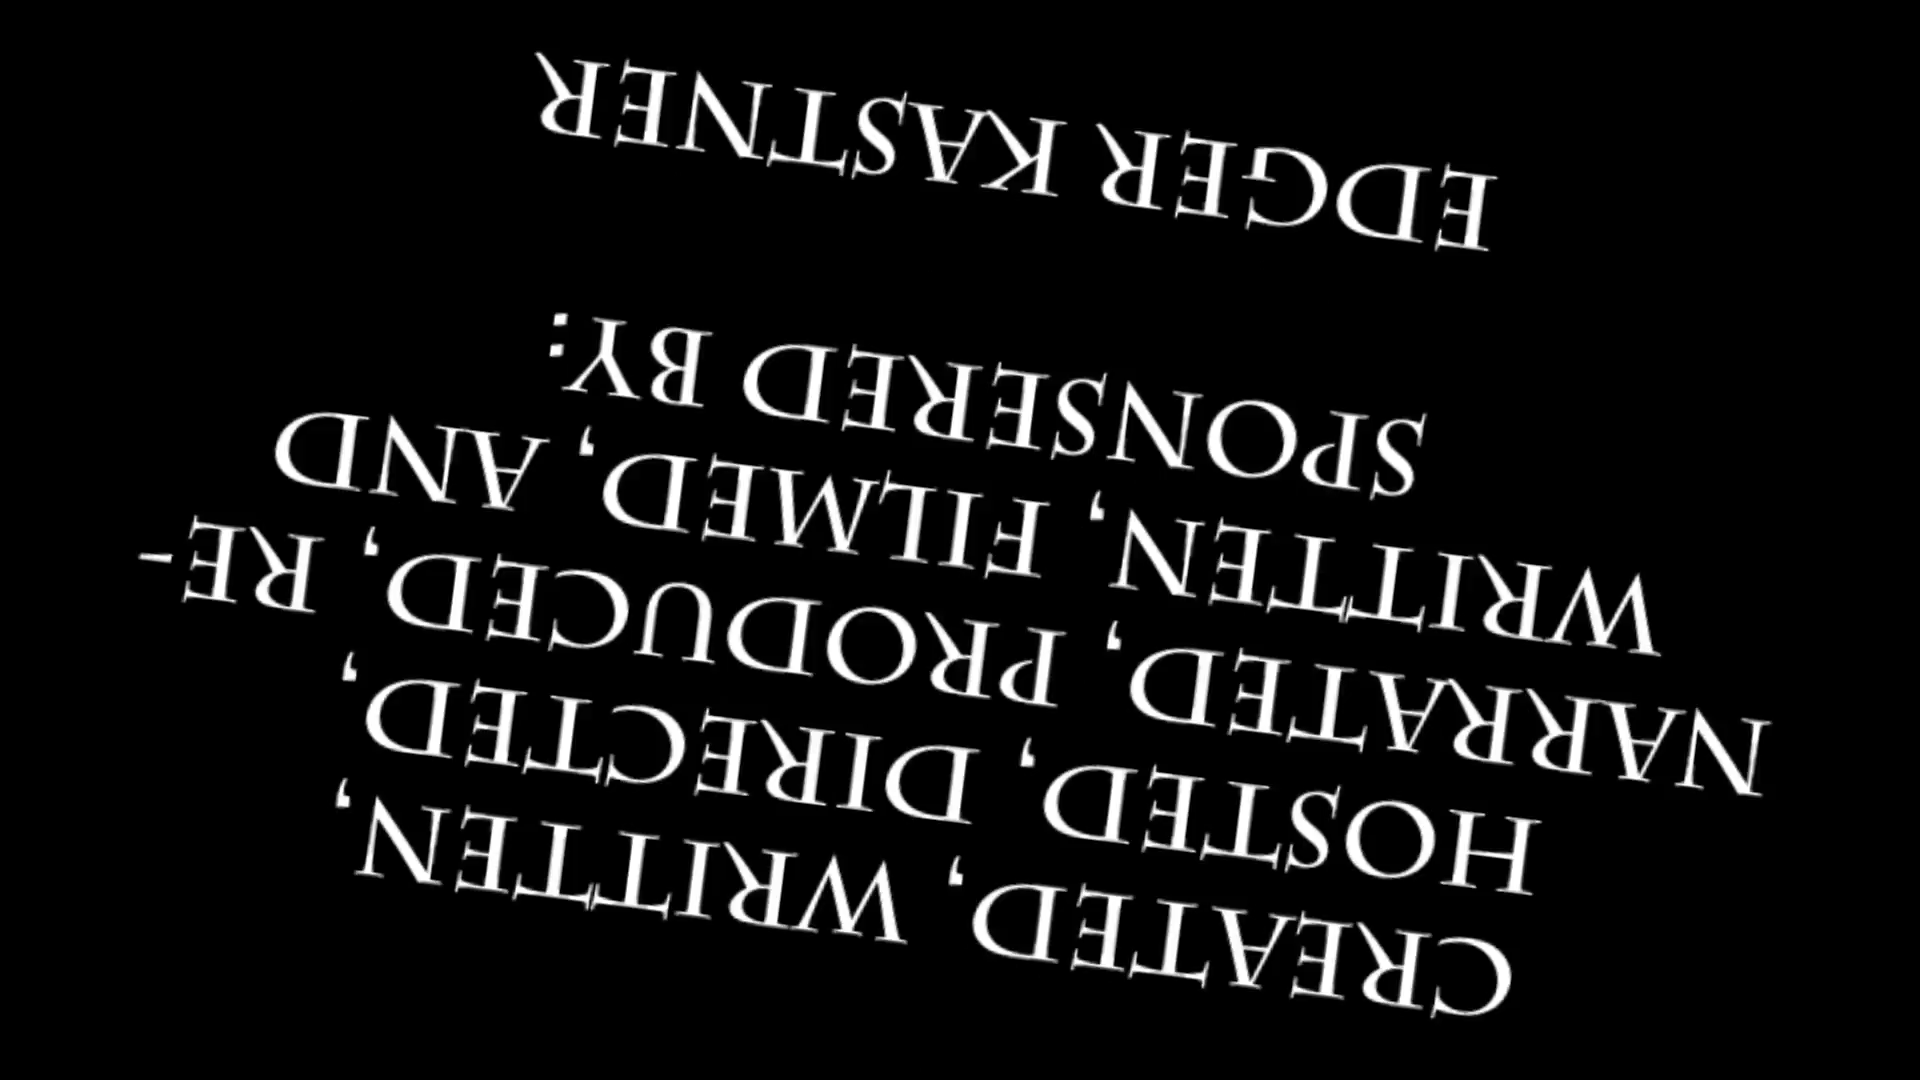 CREATED, WRITTEN,
HOSTED, DIRECTED,
NARRATED, PRODUCED, RE-
WRITTEN, FILMED, AND
SPONSERED BY:
EDGER KASTNER